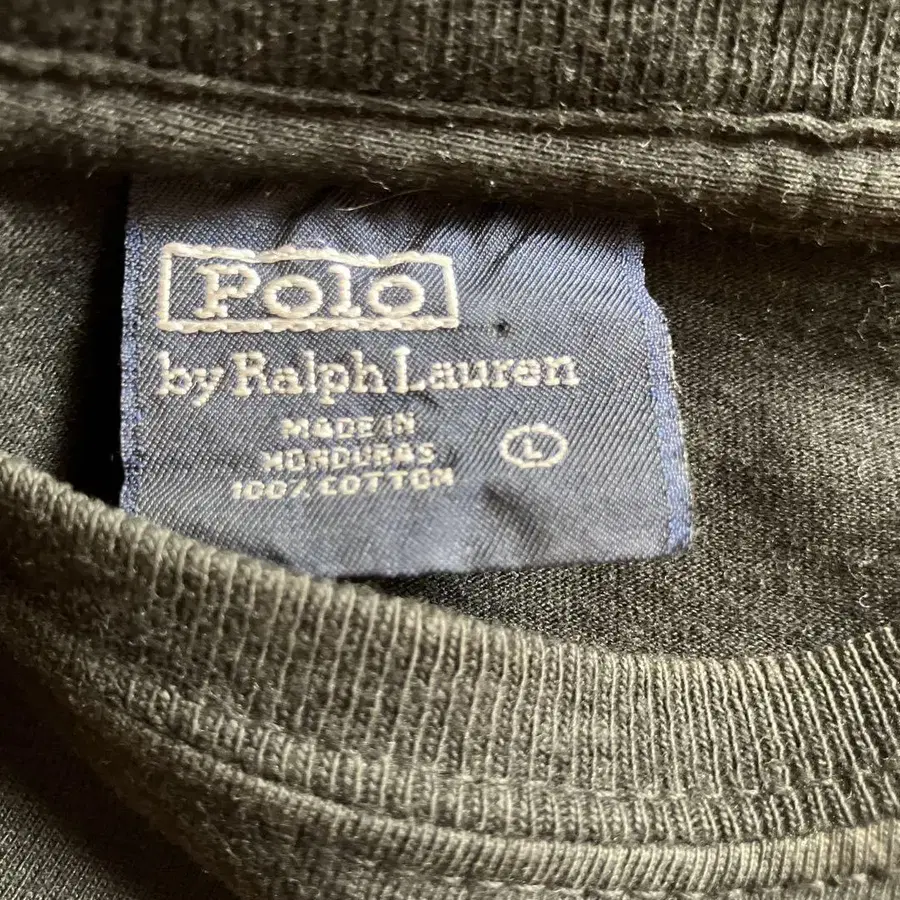 Polo
by Ralph Lauren
MADE IN
HONDURAS
100% COTTON
L